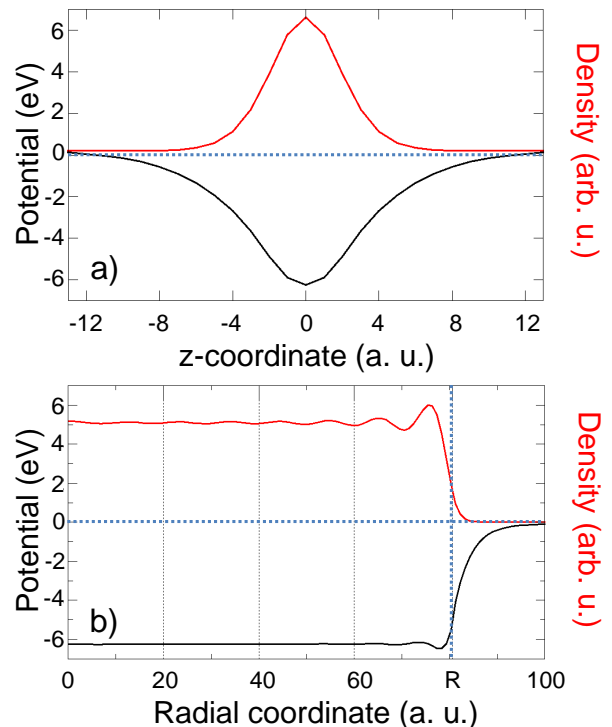 6
4
2
0
-2
-4
-6
Potential (eV)
Density (arb. u.)
a)
-12 -8 -4 0 4 8 12
z-coordinate (a. u.)
6
4
2
0
-2
-4
-6
Potential (eV)
Density (arb. u.)
b)
0 20 40 60 R 100
Radial coordinate (a. u.)